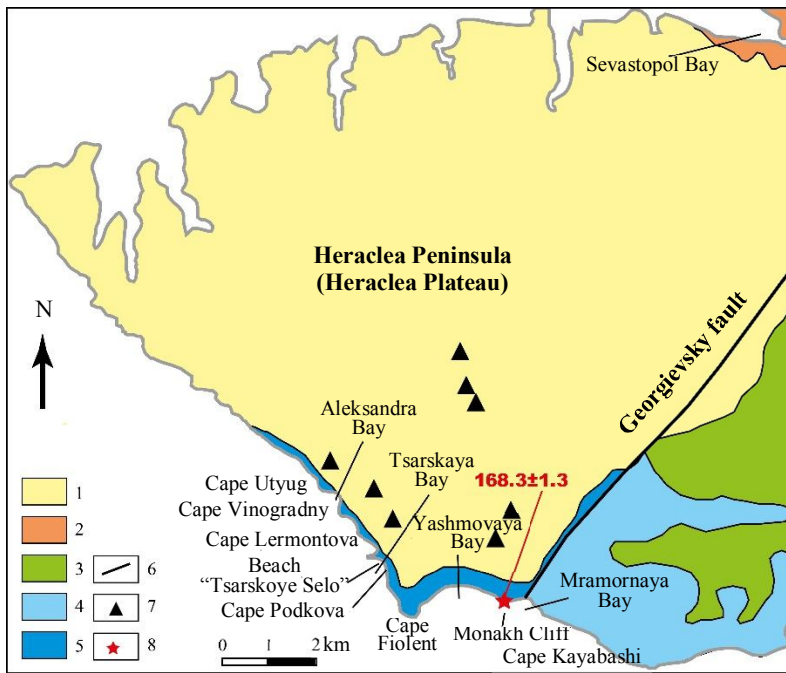 Sevastopol Bay
Heraclea Peninsula
(Heraclea Plateau)
N
Georgievsky fault
Aleksandra
Bay
Tsarskaya
Bay
168.3±1.3
Cape Utyug
Cape Vinogradny
Yashmovaya
Bay
Cape Lermontova
Beach
"Tsarskoye Selo"
Cape Podkova
Mramornaya
Bay
Cape
Fiolent
Monakh Cliff
Cape Kayabashi
1
2
3 6
4 7
5 8
0 1 2 km